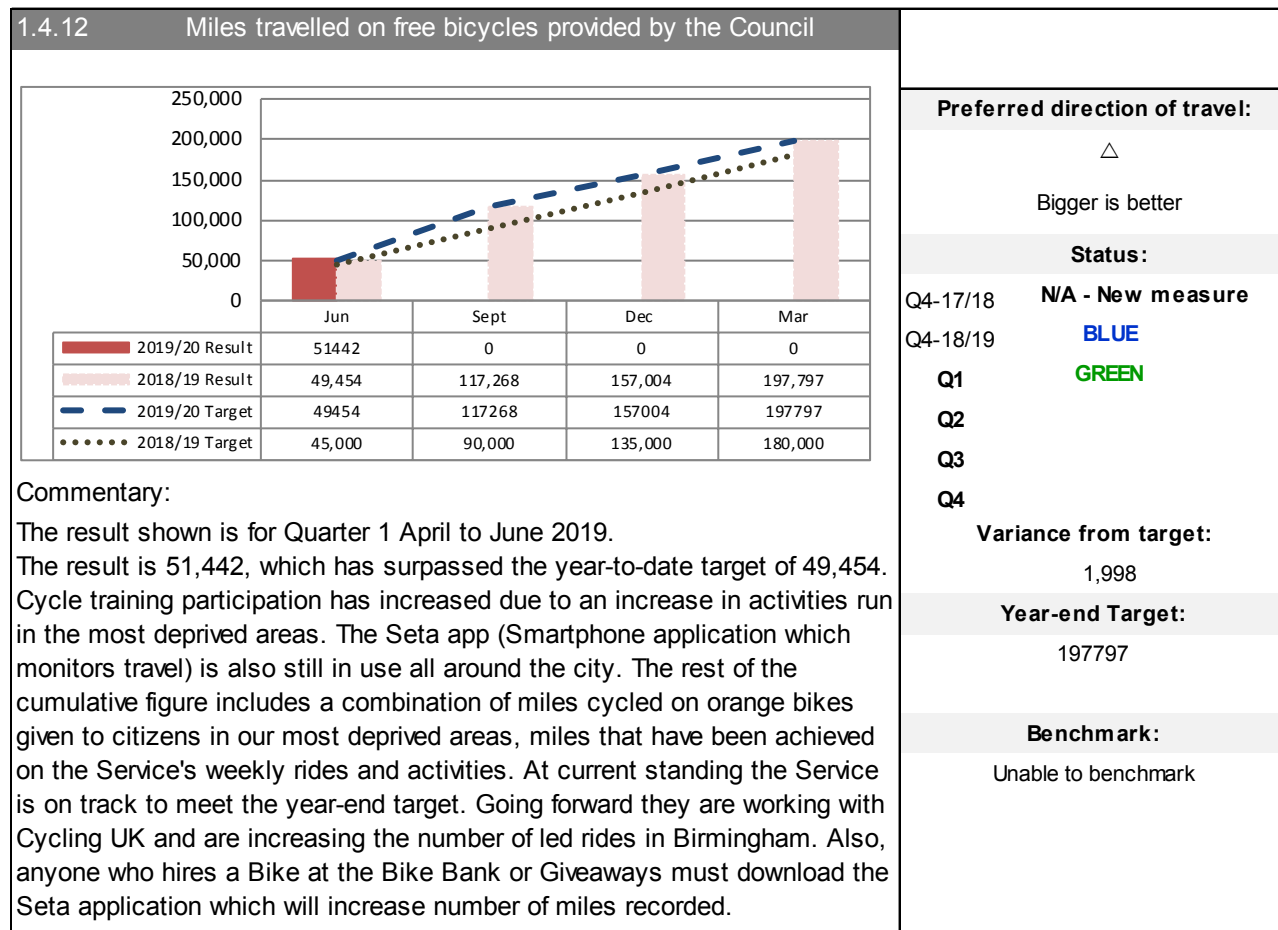 1.4.12 Miles travelled on free bicycles provided by the Council
250,000
200,000
150,000
100,000
50,000
0
Jun Sept Dec Mar
2019/20 Result 51442 0 0 0
2018/19 Result 49,454 117,268 157,004 197,797
2019/20 Target 49454 117268 157004 197797
2018/19 Target 45,000 90,000 135,000 180,000
Commentary:
The result shown is for Quarter 1 April to June 2019.
The result is 51,442, which has surpassed the year-to-date target of 49,454.
Cycle training participation has increased due to an increase in activities run
in the most deprived areas. The Seta app (Smartphone application which
monitors travel) is also still in use all around the city. The rest of the
cumulative figure includes a combination of miles cycled on orange bikes
given to citizens in our most deprived areas, miles that have been achieved
on the Service's weekly rides and activities. At current standing the Service
is on track to meet the year-end target. Going forward they are working with
Cycling UK and are increasing the number of led rides in Birmingham. Also,
anyone who hires a Bike at the Bike Bank or Giveaways must download the
Seta application which will increase number of miles recorded.
Preferred direction of travel:
△
Bigger is better
Status:
Q4-17/18 N/A - New measure
Q4-18/19 BLUE
Q1 GREEN
Q2
Q3
Q4
Variance from target:
1,998
Year-end Target:
197797
Benchmark:
Unable to benchmark